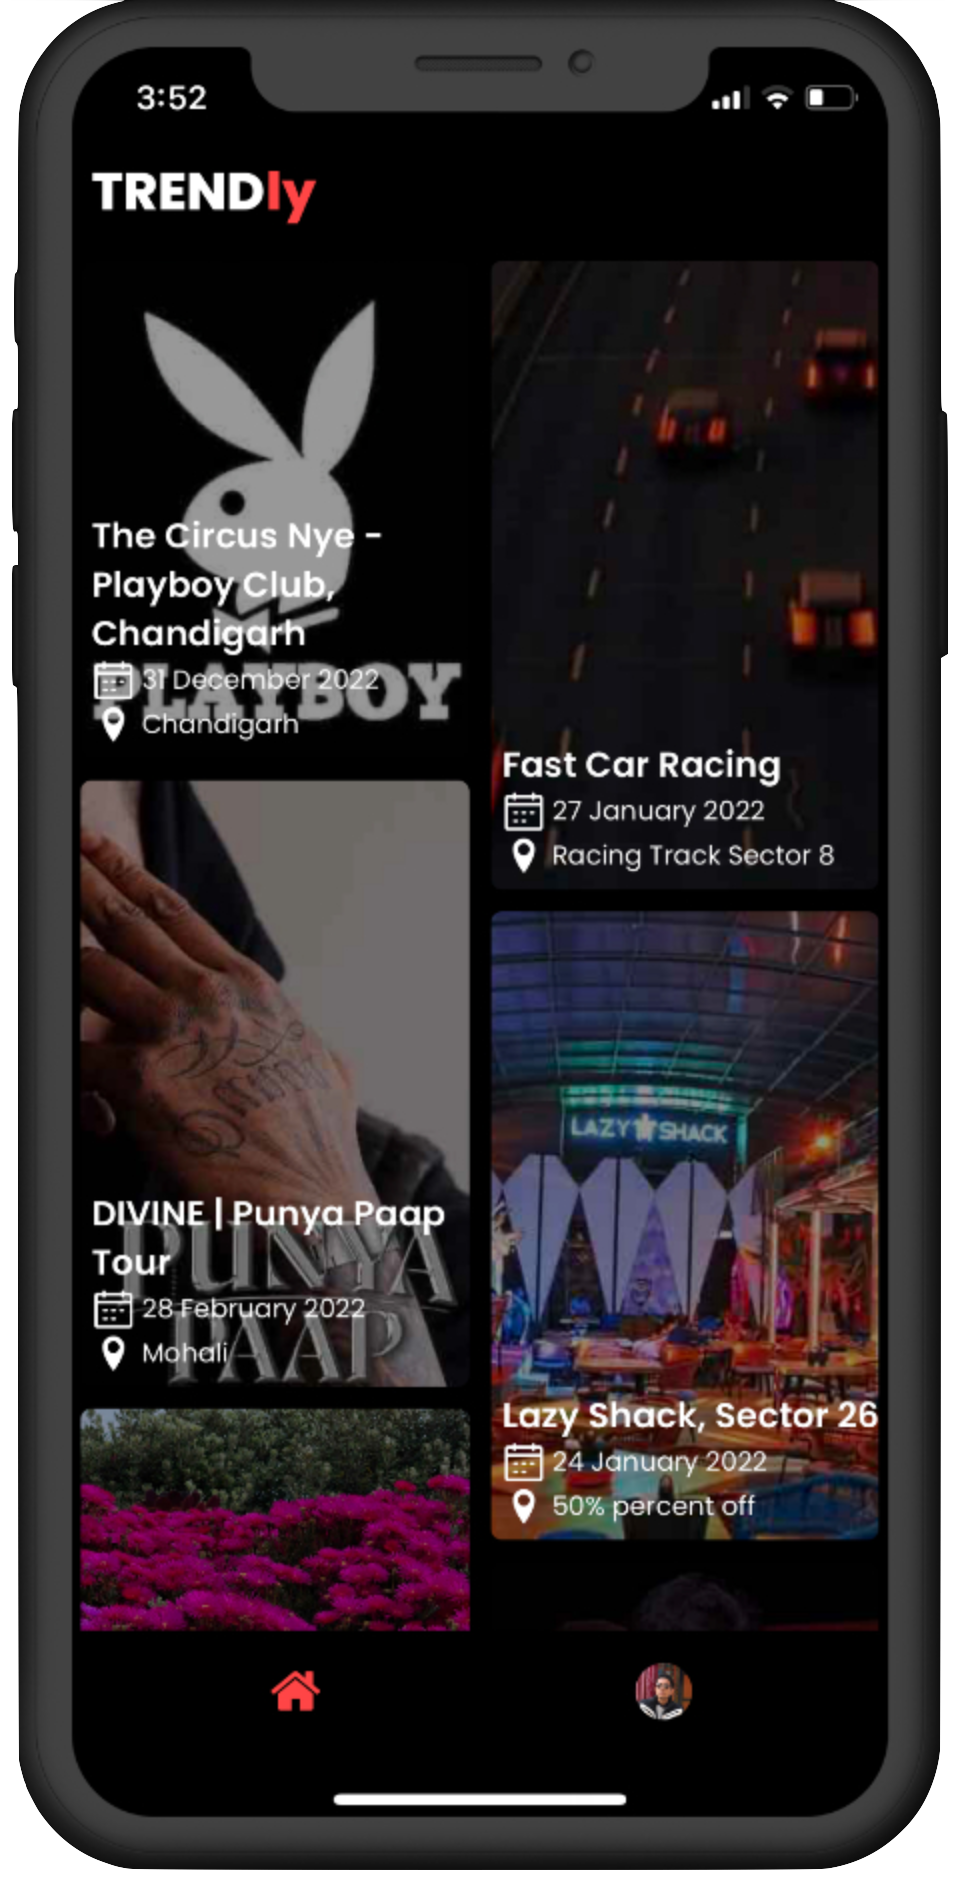 3:52
TRENDly
The Circus Nye -
Playboy Club,
Chandigarh
31 December 2022
Chandigarh
PLAYBOY
Fast Car Racing
27 January 2022
Racing Track Sector 8
DIVINE | Punya Paap
Tour
28 February 2022
Mohali
PUNYA
PAAP
LAZY SHACK
Lazy Shack, Sector 26
24 January 2022
50% percent off